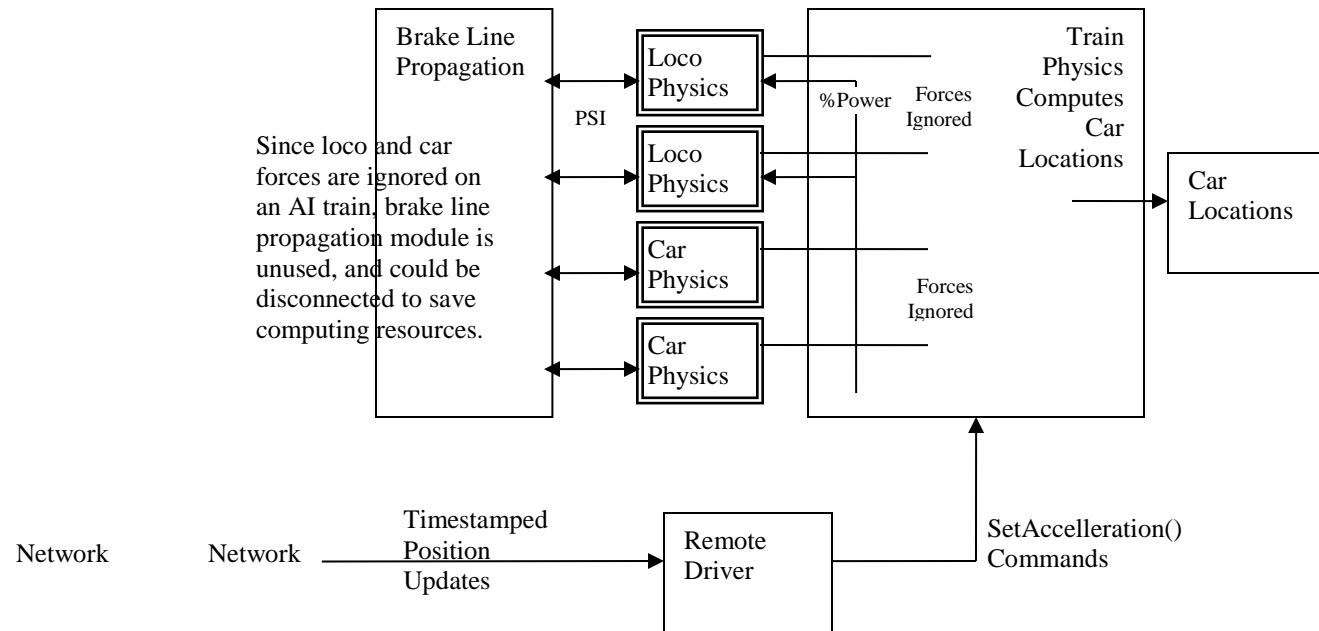 Brake Line
Propagation
Since loco and car
forces are ignored on
an AI train, brake line
propagation module is
unused, and could be
disconnected to save
computing resources.
PSI
Loco
Physics
Loco
Physics
Car
Physics
Car
Physics
%Power
Forces
Ignored
Forces
Ignored
Train
Physics
Computes
Car
Locations
Car
Locations
Network
Network
Timestamped
Position
Updates
Remote
Driver
SetAccelleration()
Commands